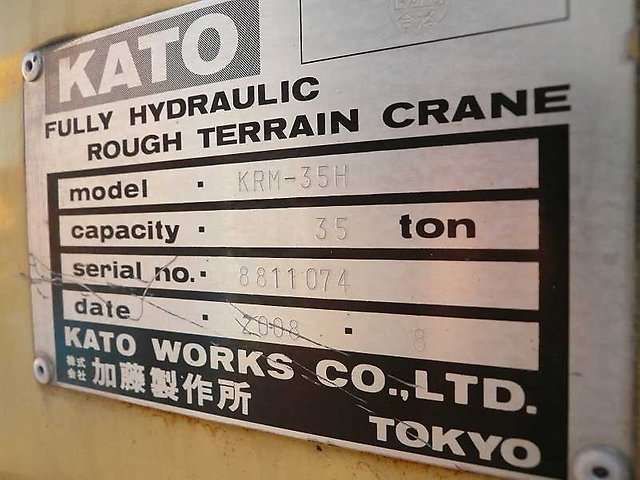 KATO
FULLY HYDRAULIC
ROUGH TERRAIN CRANE
model · KRM-35H
capacity · 35 ton
serial no. · 8811074
date · 2008 · 8
KATO WORKS CO.,LTD.
株式会社 加藤製作所
TOKYO